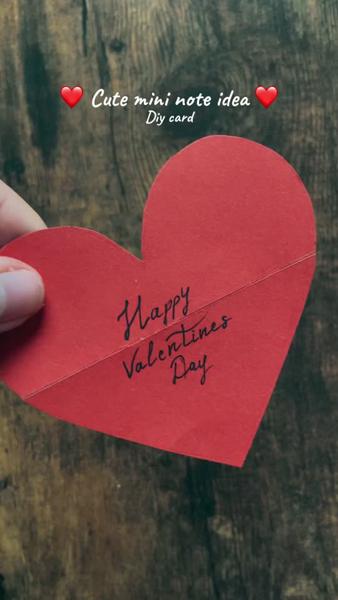 ❤️ Cute mini note idea ❤️
Diy card
Happy
Valentines
Day